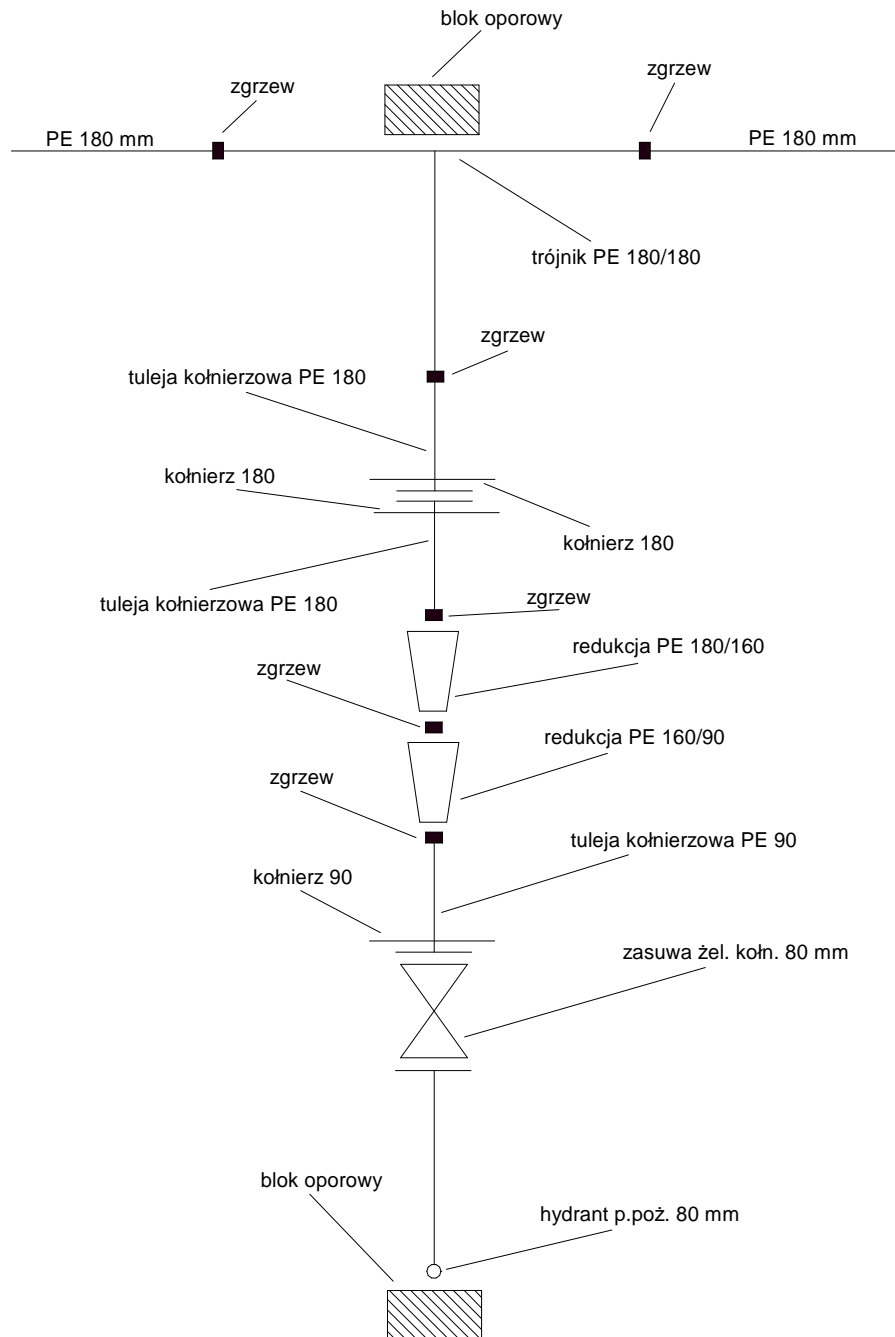 blok oporowy
zgrzew
zgrzew
PE 180 mm
PE 180 mm
trójnik PE 180/180
zgrzew
tuleja kołnierzowa PE 180
kołnierz 180
kołnierz 180
tuleja kołnierzowa PE 180
zgrzew
redukcja PE 180/160
zgrzew
redukcja PE 160/90
zgrzew
tuleja kołnierzowa PE 90
kołnierz 90
zasuwa żel. kołn. 80 mm
blok oporowy
hydrant p.poż. 80 mm